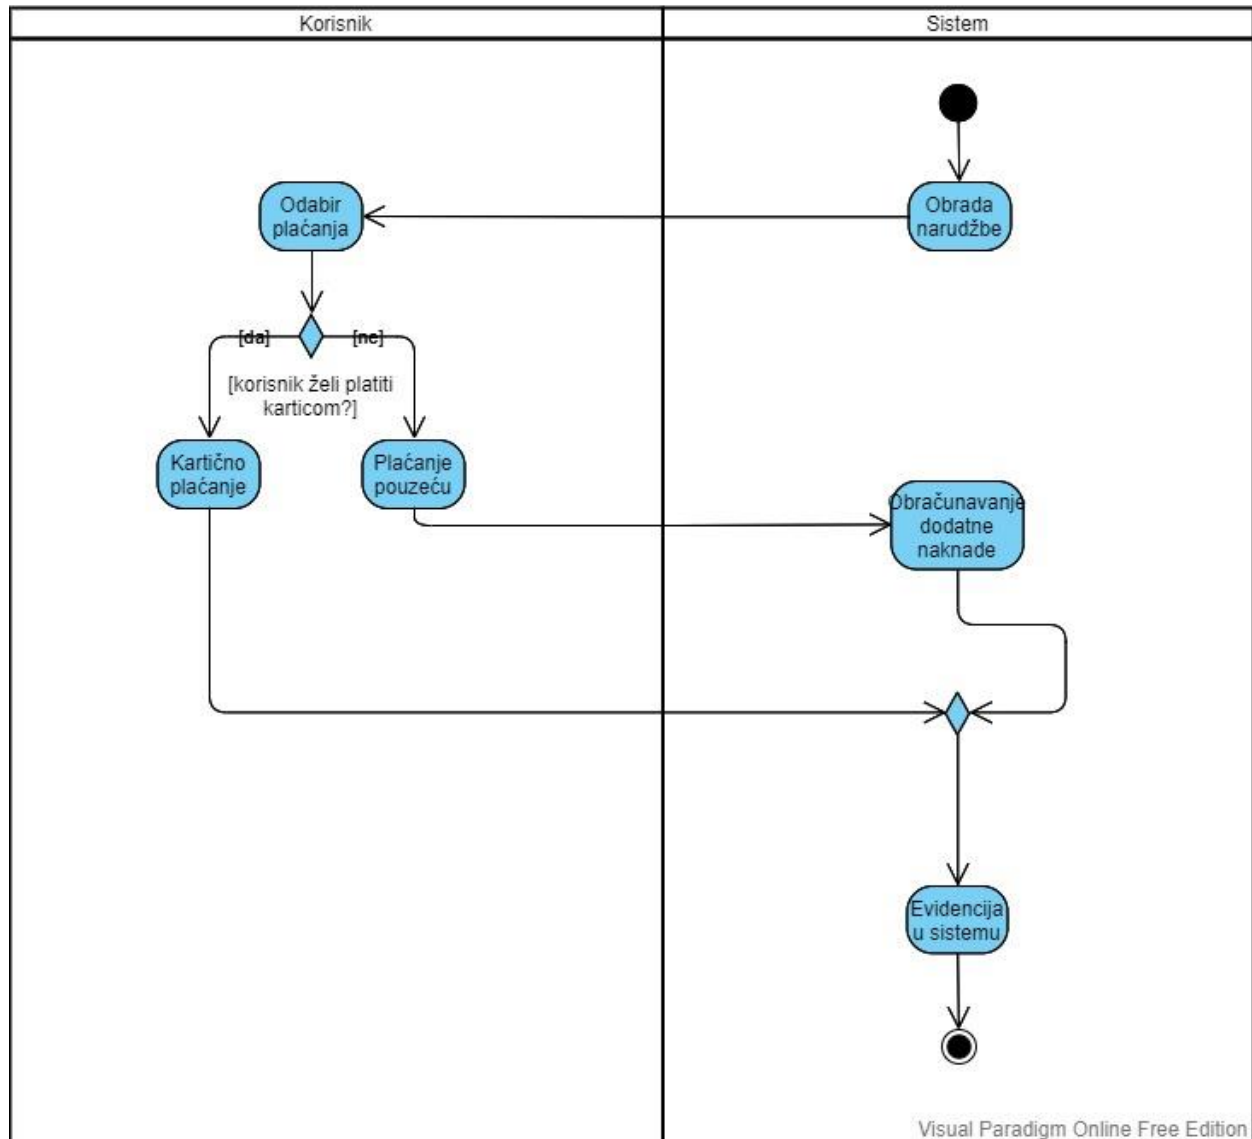 Korisnik
Sistem
Odabir
plaćanja
Obrada
narudžbe
[da]
[ne]
[korisnik želi platiti
karticom?]
Kartično
plaćanje
Plaćanje
pouzeću
Obračunavanje
dodatne
naknade
Evidencija
u sistemu
Visual Paradigm Online Free Edition